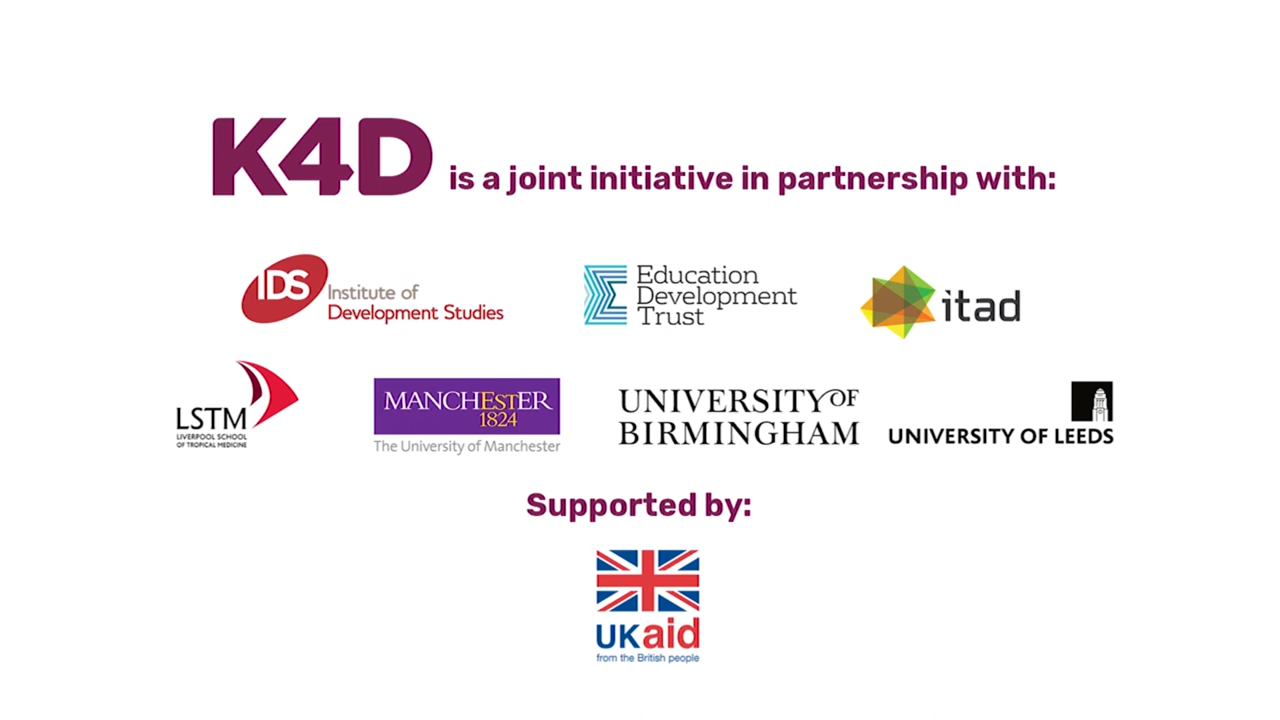 K4D is a joint initiative in partnership with:
IDS Institute of
Development Studies
Education
Development
Trust
itad
LSTM
LIVERPOOL SCHOOL
OF TROPICAL MEDICINE
MANCHESTER
1824
The University of Manchester
UNIVERSITY OF
BIRMINGHAM
UNIVERSITY OF LEEDS
Supported by:
UKaid
from the British people